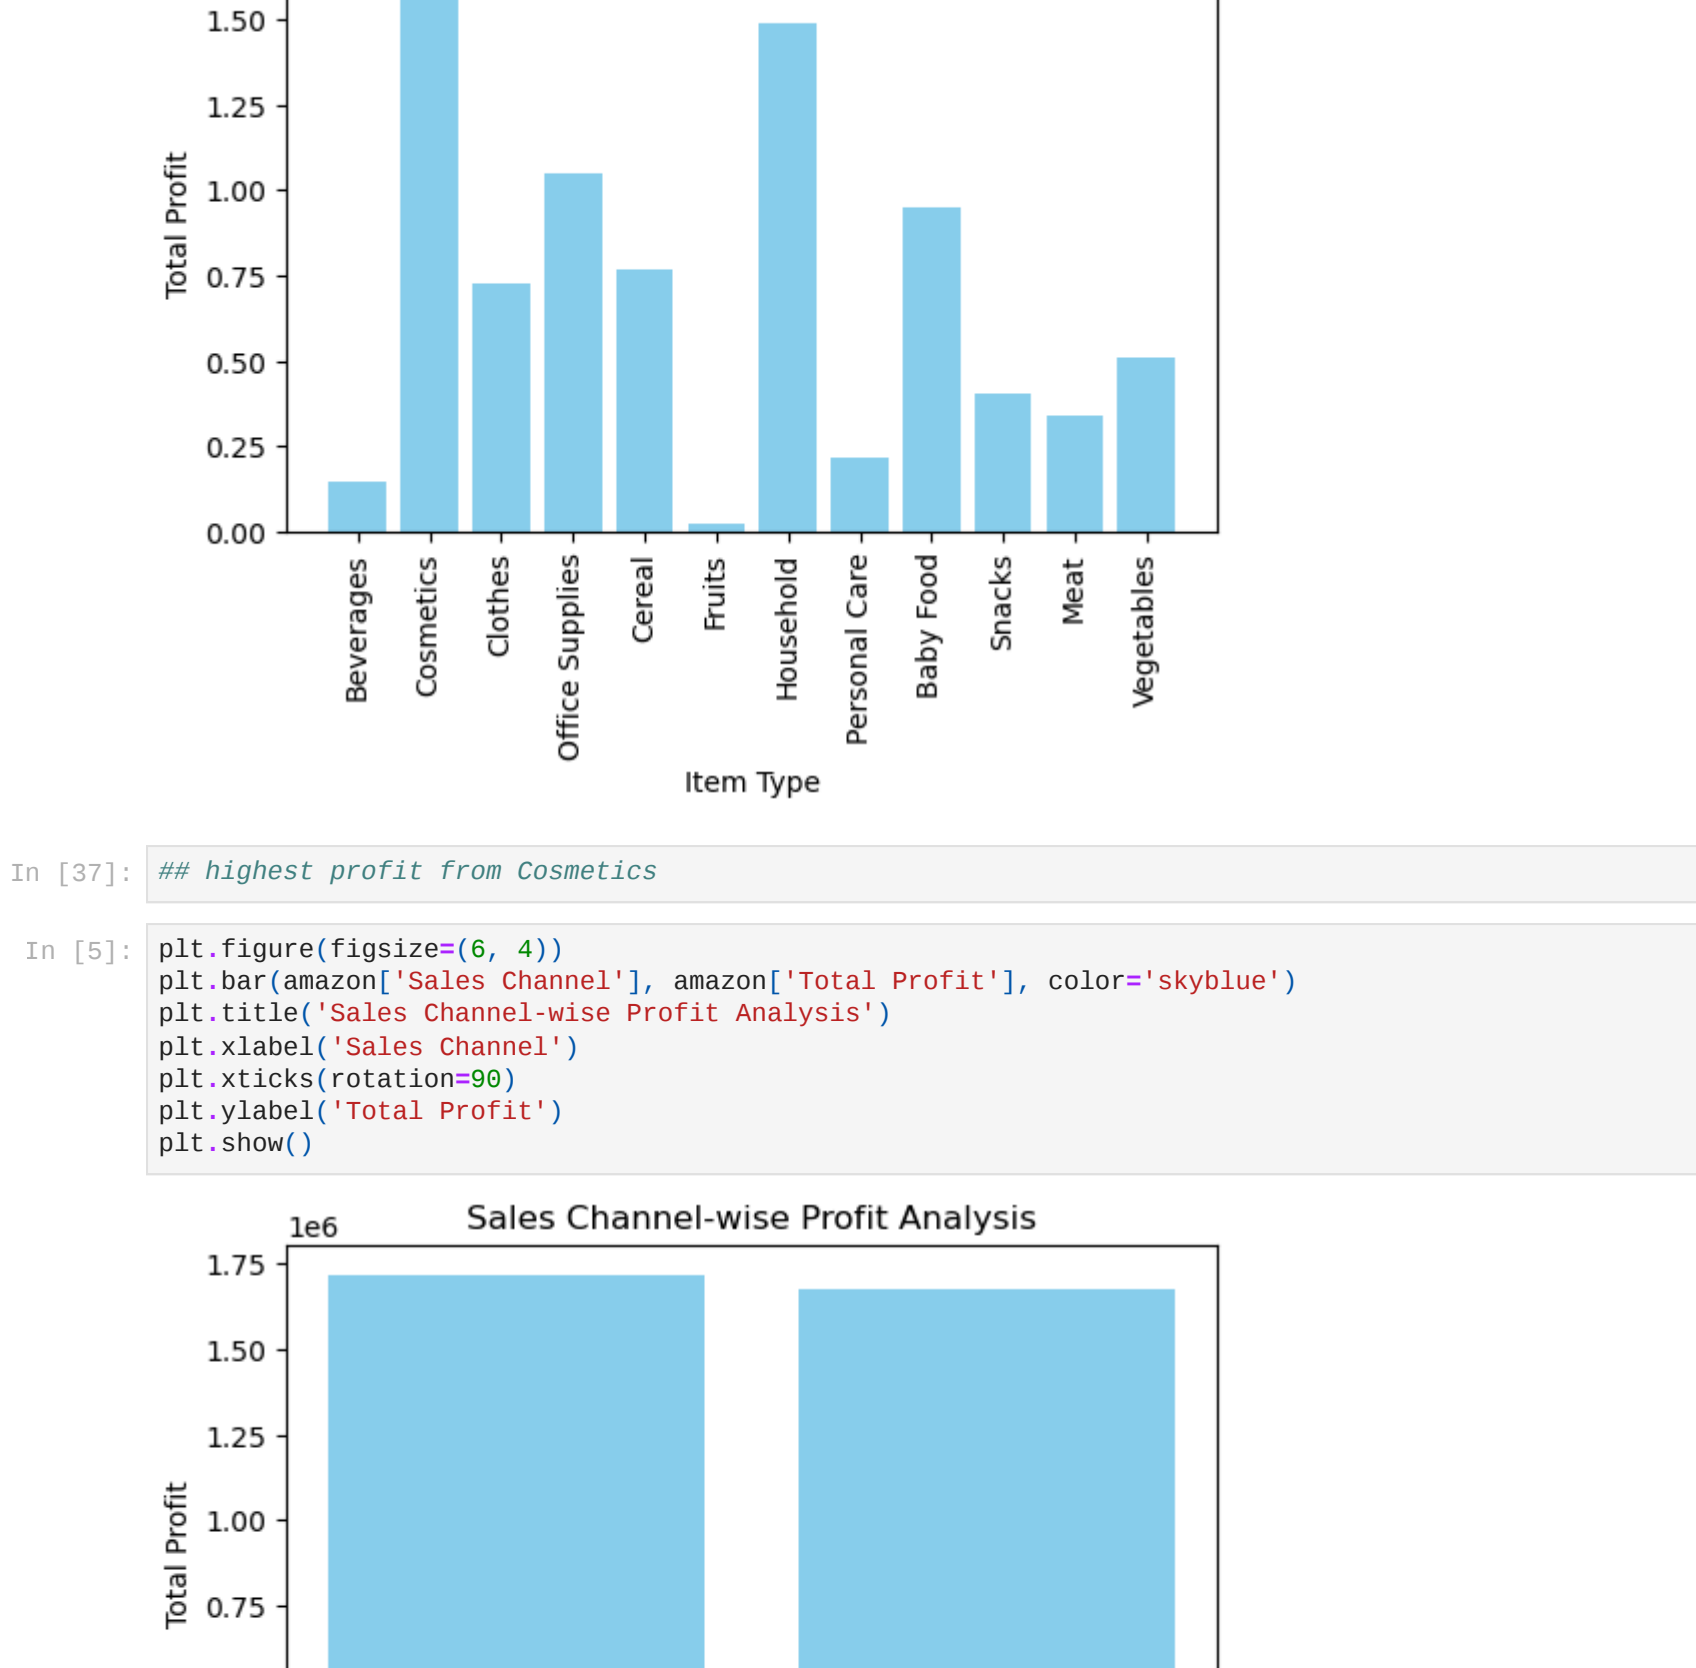 1.50
1.25
1.00
0.75
0.50
0.25
0.00
Total Profit
Beverages
Cosmetics
Clothes
Office Supplies
Cereal
Fruits
Household
Personal Care
Baby Food
Snacks
Meat
Vegetables
Item Type
In [37]: ## highest profit from Cosmetics
In [5]: plt.figure(figsize=(6, 4))
plt.bar(amazon['Sales Channel'], amazon['Total Profit'], color='skyblue')
plt.title('Sales Channel-wise Profit Analysis')
plt.xlabel('Sales Channel')
plt.xticks(rotation=90)
plt.ylabel('Total Profit')
plt.show()
Sales Channel-wise Profit Analysis
1e6
1.75
1.50
1.25
1.00
0.75
Total Profit